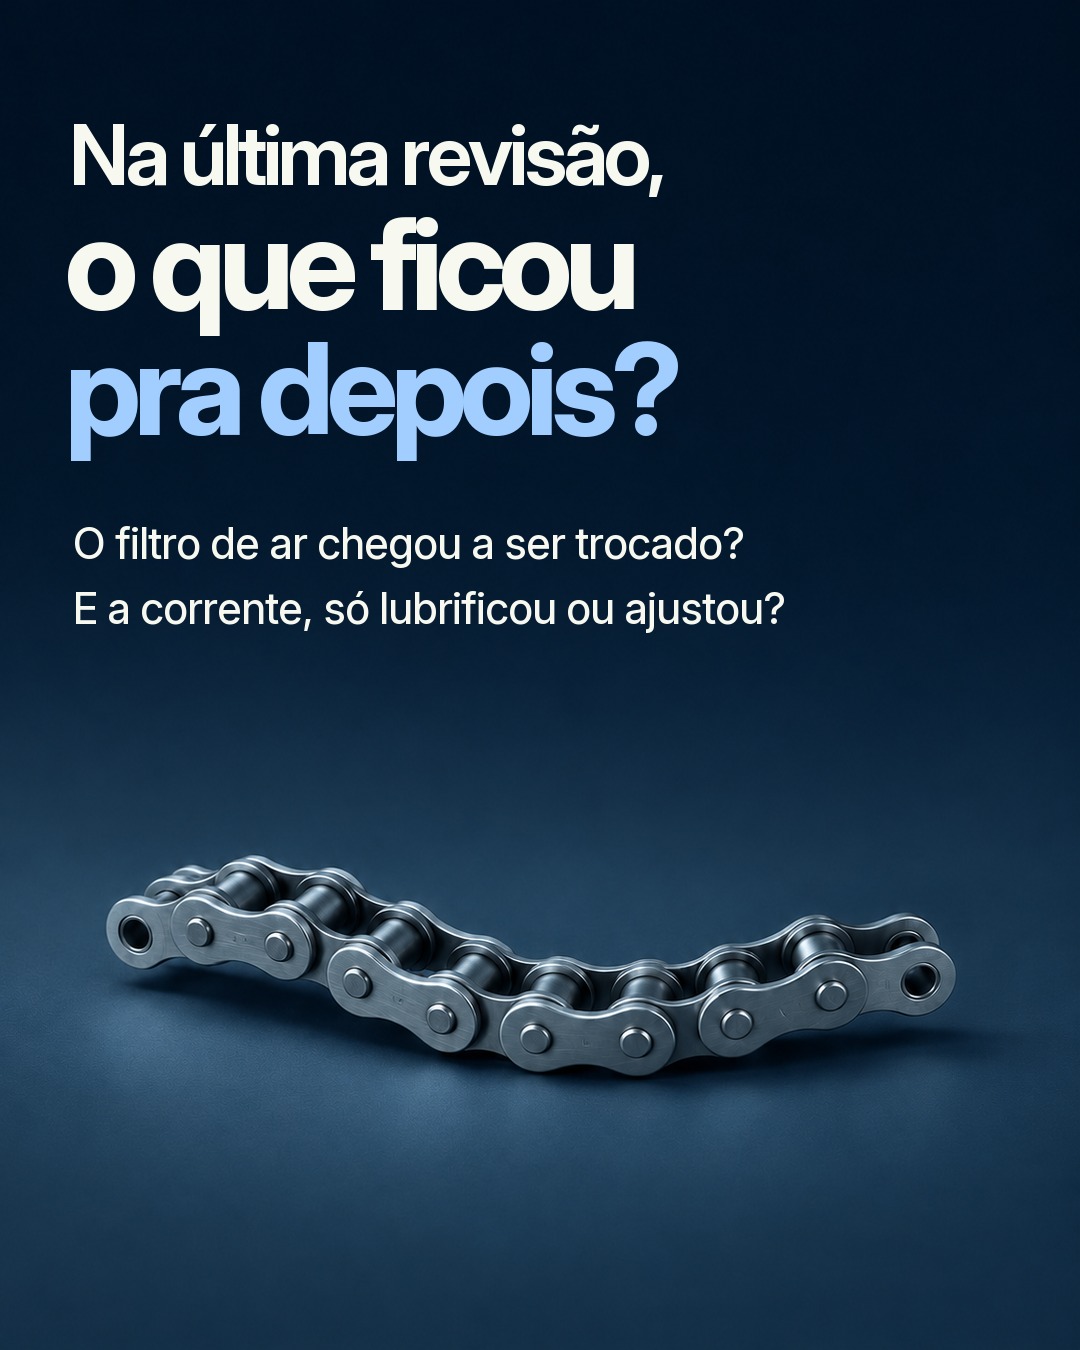 Na última revisão,
o que ficou
pra depois?
O filtro de ar chegou a ser trocado?
E a corrente, só lubrificou ou ajustou?